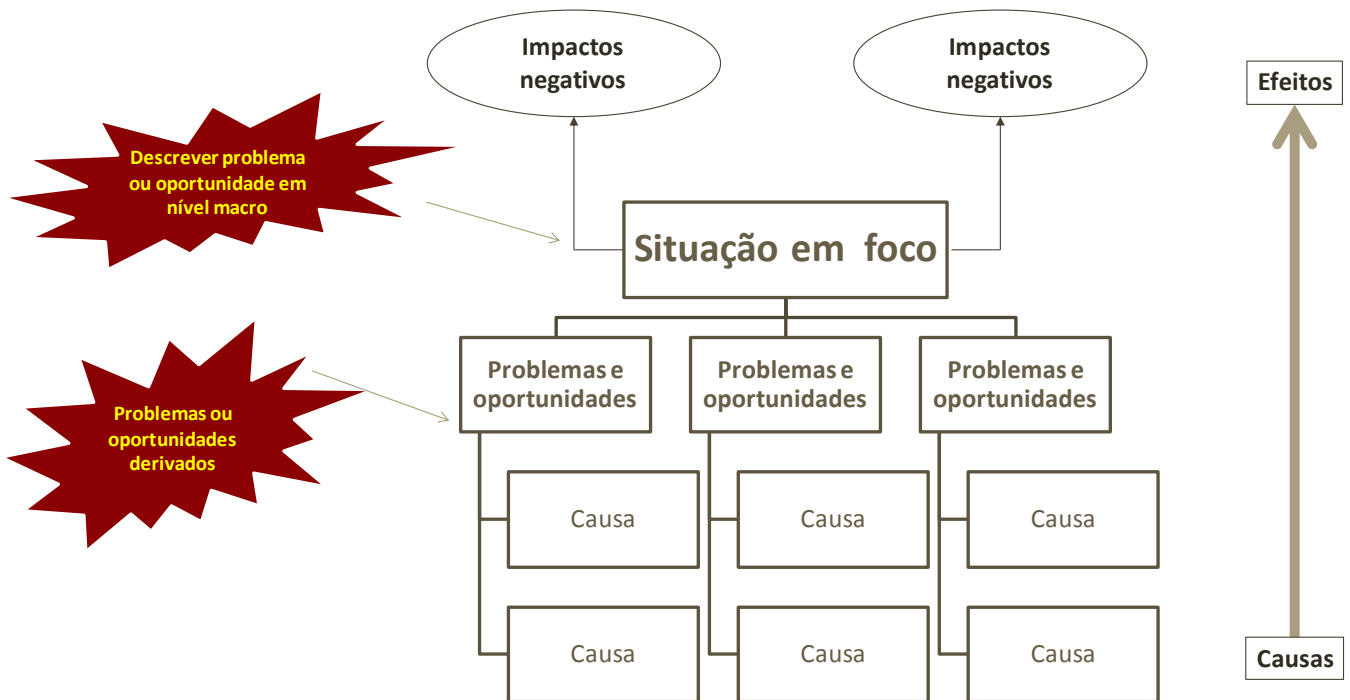 Impactos
negativos
Impactos
negativos
Efeitos
Descrever problema
ou oportunidade em
nível macro
Situação em foco
Problemas e
oportunidades
Problemas e
oportunidades
Problemas e
oportunidades
Problemas ou
oportunidades
derivados
Causa
Causa
Causa
Causa
Causa
Causa
Causas